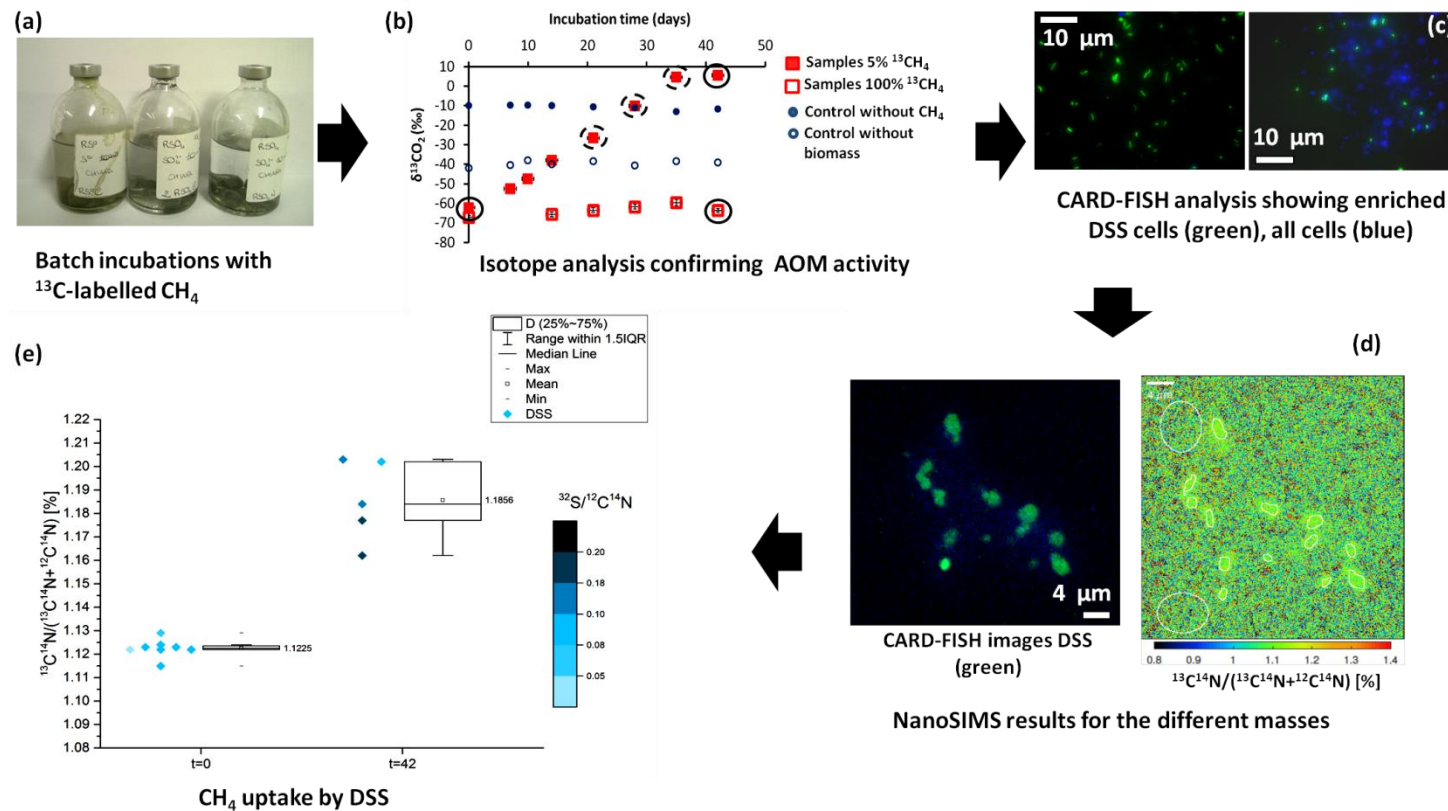 (a)
RSO₄
RSO₄
Batch incubations with
¹³C-labelled CH₄
(b)
Incubation time (days)
0 10 20 30 40 50
10
0
-10
-20
-30
-40
-50
-60
-70
-80
δ¹³CO₂ (‰)
Samples 5% ¹³CH₄
Samples 100% ¹³CH₄
Control without CH₄
Control without
biomass
Isotope analysis confirming AOM activity
(c)
10 µm
10 µm
CARD-FISH analysis showing enriched
DSS cells (green), all cells (blue)
(d)
4 µm
CARD-FISH images DSS
(green)
4 µm
0.8 0.9 1 1.1 1.2 1.3 1.4
¹³C¹⁴N/(¹³C¹⁴N+¹²C¹⁴N) [%]
NanoSIMS results for the different masses
(e)
D (25%~75%)
Range within 1.5IQR
Median Line
Max
Mean
Min
DSS
¹³C¹⁴N/(¹³C¹⁴N+¹²C¹⁴N) [%]
1.22
1.21
1.20
1.19
1.18
1.17
1.16
1.15
1.14
1.13
1.12
1.11
1.10
1.09
1.08
1.1225
1.1856
t=0 t=42
³²S/¹²C¹⁴N
0.20
0.18
0.10
0.08
0.05
CH₄ uptake by DSS